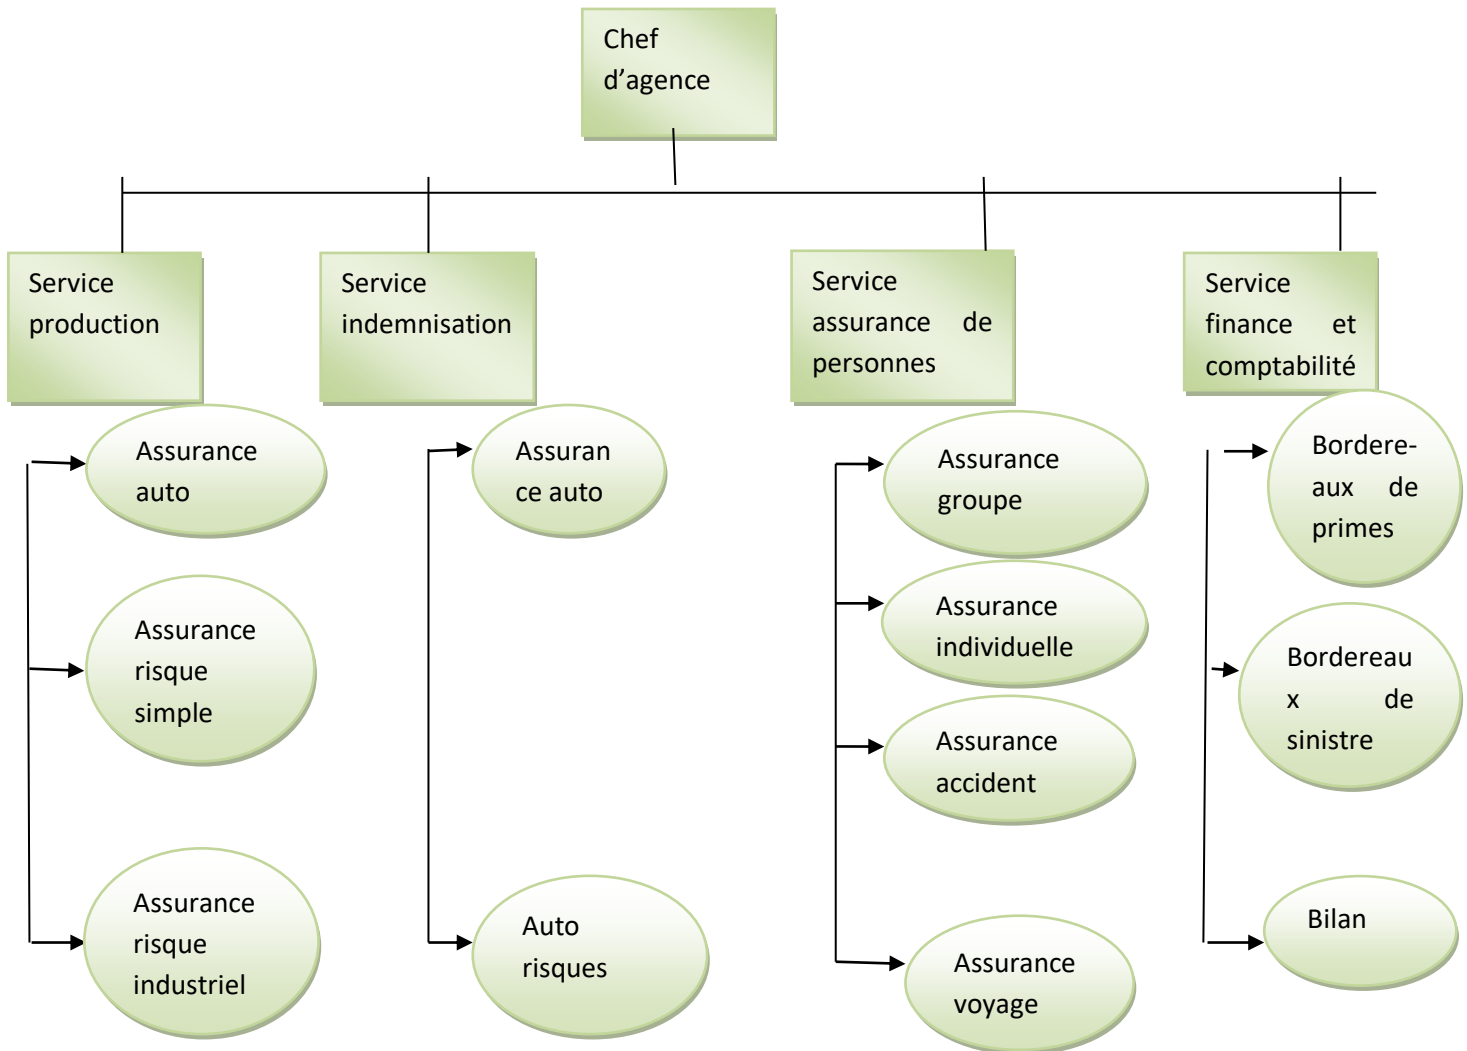 Chef
d’agence
Service
production
Service
indemnisation
Service
assurance de
personnes
Service
finance et
comptabilité
Assurance
auto
Assurance
risque
simple
Assurance
risque
industriel
Assuran
ce auto
Auto
risques
Assurance
groupe
Assurance
individuelle
Assurance
accident
Assurance
voyage
Bordere-
aux de
primes
Bordereau
x de
sinistre
Bilan